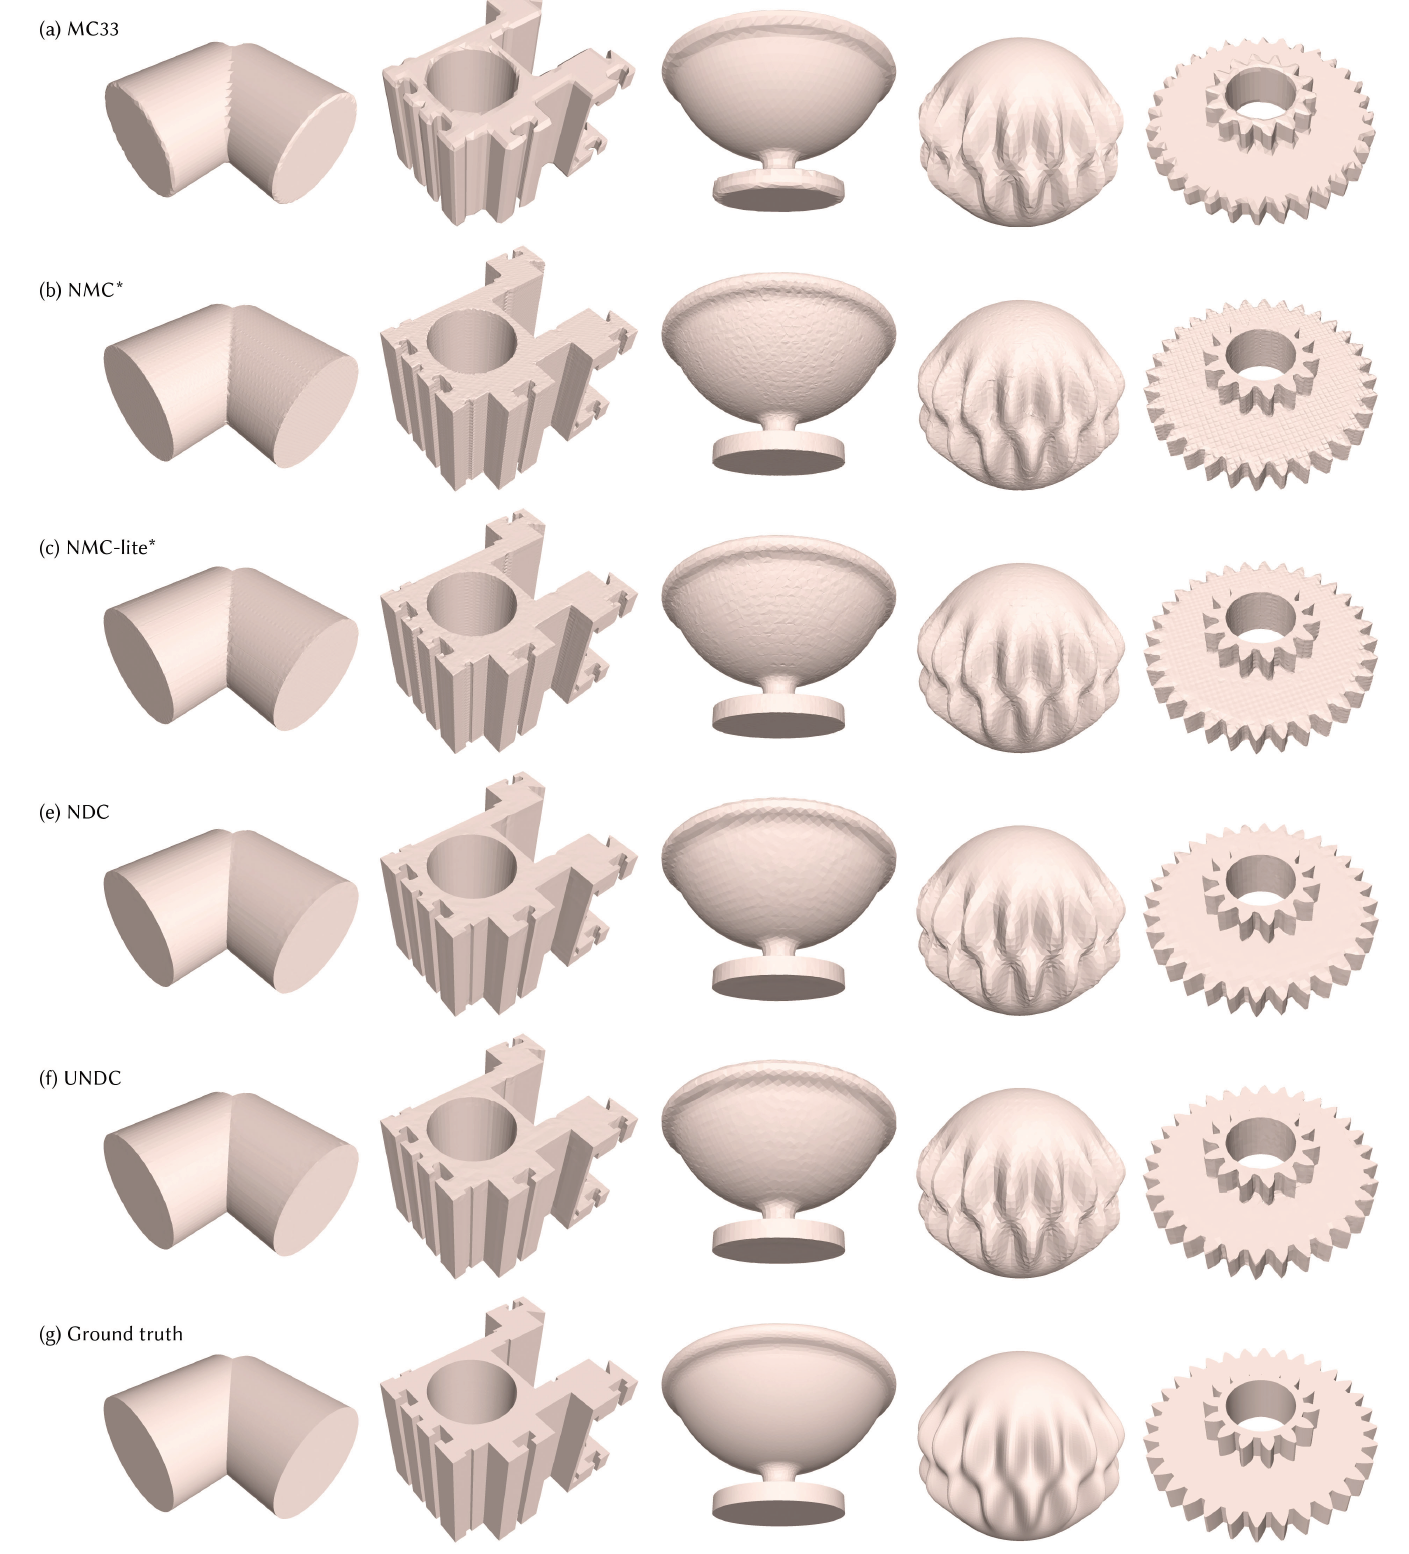 (a) MC33
(b) NMC*
(c) NMC-lite*
(e) NDC
(f) UNDC
(g) Ground truth